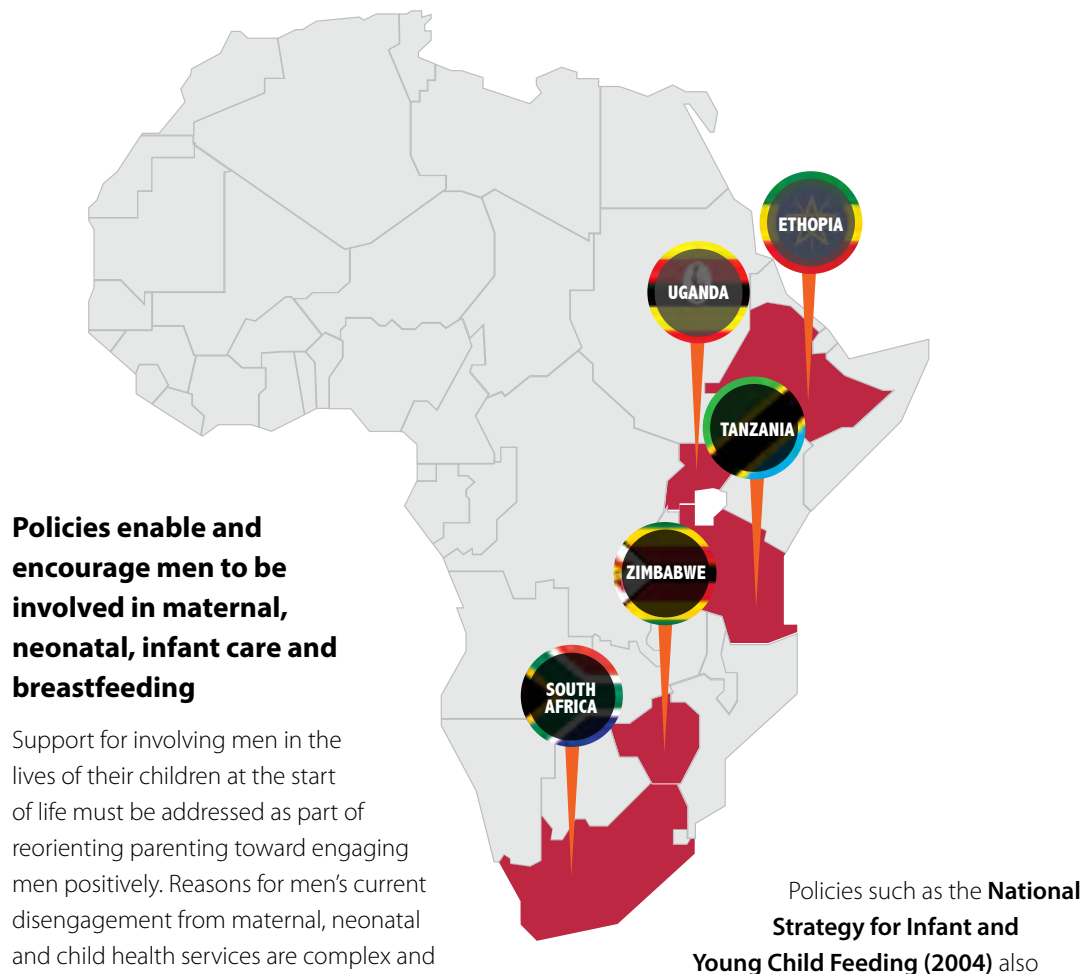 ETHOPIA
UGANDA
TANZANIA
ZIMBABWE
SOUTH
AFRICA
Policies enable and
encourage men to be
involved in maternal,
neonatal, infant care and
breastfeeding
Support for involving men in the
lives of their children at the start
of life must be addressed as part of
reorienting parenting toward engaging
men positively. Reasons for men’s current
disengagement from maternal, neonatal
and child health services are complex and
Policies such as the National
Strategy for Infant and
Young Child Feeding (2004) also